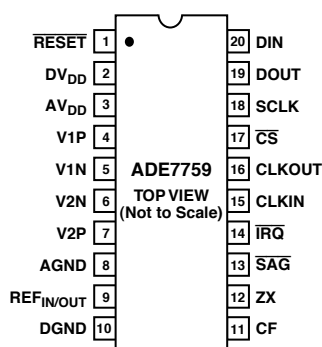 RESET 1
DVDD 2
AVDD 3
V1P 4
V1N 5
V2N 6
V2P 7
AGND 8
REFIN/OUT 9
DGND 10
ADE7759
TOP VIEW
(Not to Scale)
20 DIN
19 DOUT
18 SCLK
17 CS
16 CLKOUT
15 CLKIN
14 IRQ
13 SAG
12 ZX
11 CF